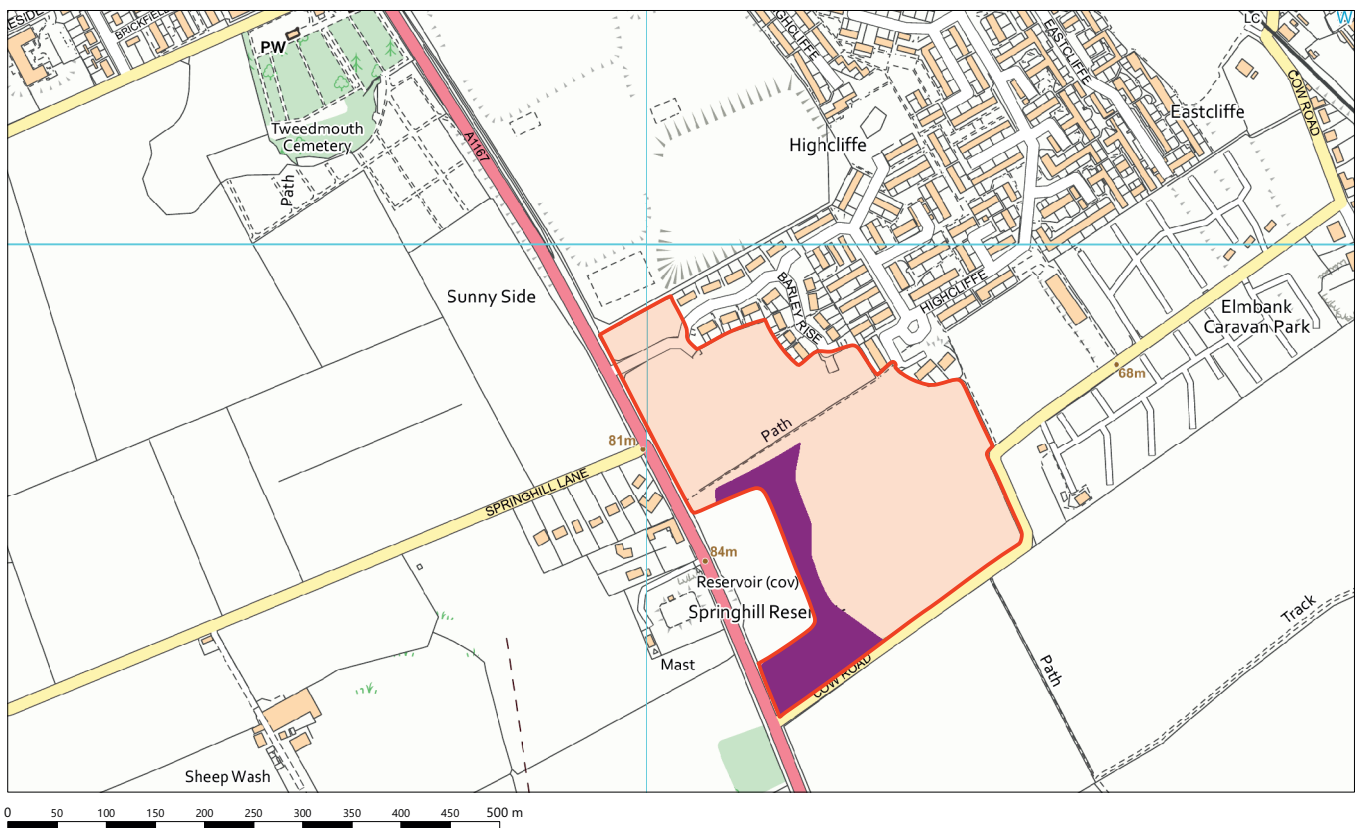 BRICKFIEL
PW
Tweedmouth
Cemetery
Path
A1167
HIGHCLIFFE
EASTCLIFFE
LC
W
COW ROAD
Eastcliffe
Highcliffe
Sunny Side
BARLEY RISE
HIGHCLIFFE
Elmbank
Caravan Park
68m
Path
81m
SPRINGHILL LANE
84m
Reservoir (cov)
Springhill Rese
Mast
COW ROAD
Path
Track
Sheep Wash
0 50 100 150 200 250 300 350 400 450 500 m